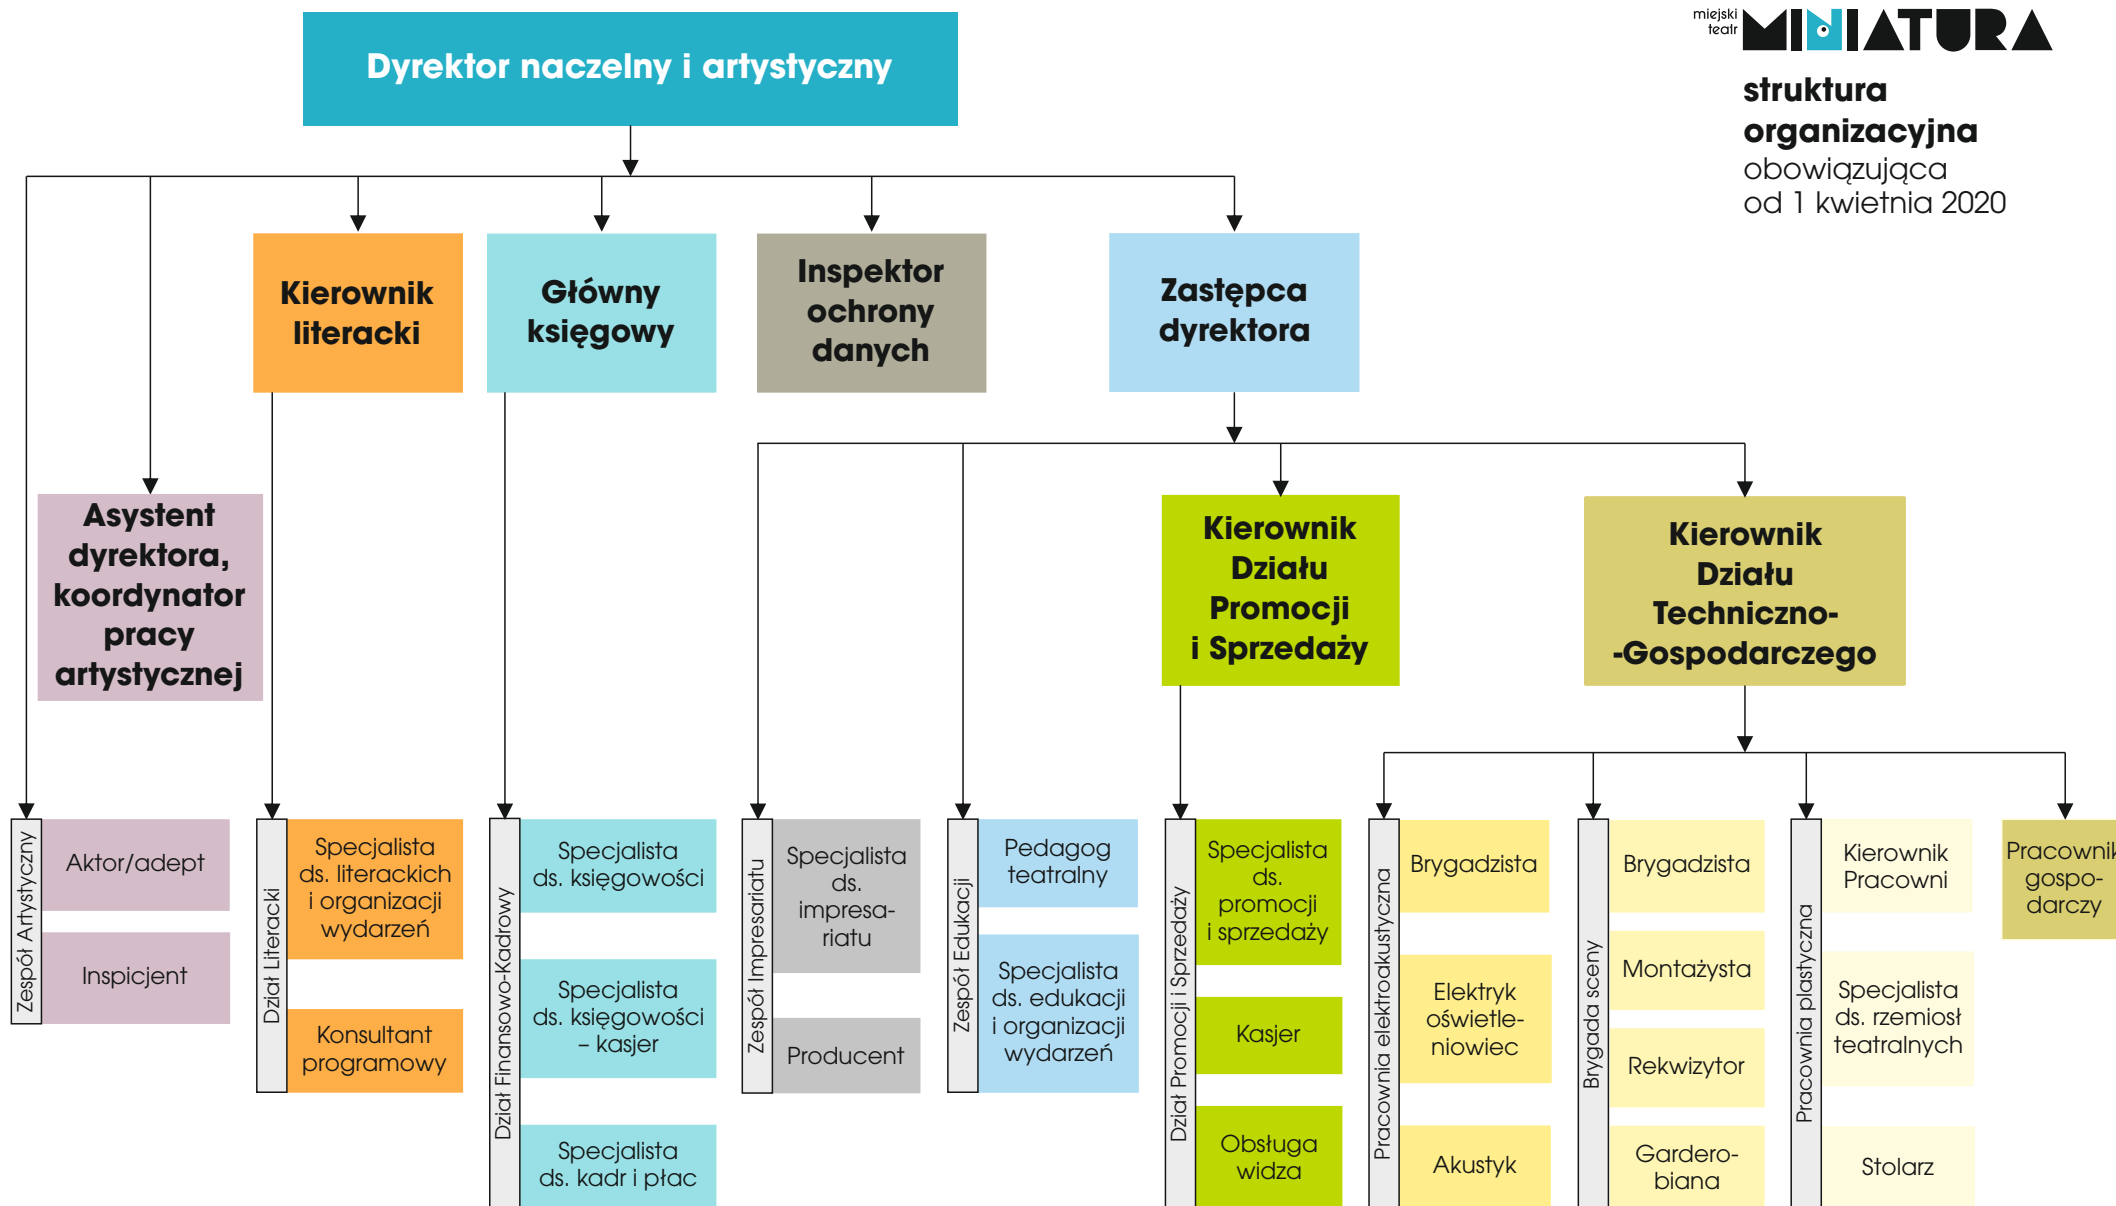 miejski
teatr
MINIATURA
struktura
organizacyjna
obowiązująca
od 1 kwietnia 2020
Dyrektor naczelny i artystyczny
Kierownik
literacki
Główny
księgowy
Inspektor
ochrony
danych
Zastępca
dyrektora
Asystent
dyrektora,
koordynator
pracy
artystycznej
Kierownik
Działu
Promocji
i Sprzedaży
Kierownik
Działu
Techniczno-
-Gospodarczego
Zespół Artystyczny
Aktor/adept
Inspicjent
Dział Literacki
Specjalista
ds. literackich
i organizacji
wydarzeń
Konsultant
programowy
Dział Finansowo-Kadrowy
Specjalista
ds. księgowości
Specjalista
ds. księgowości
– kasjer
Specjalista
ds. kadr i płac
Zespół Impresariatu
Specjalista
ds.
impresa-
riatu
Producent
Zespół Edukacji
Pedagog
teatralny
Specjalista
ds. edukacji
i organizacji
wydarzeń
Dział Promocji i Sprzedaży
Specjalista
ds.
promocji
i sprzedaży
Kasjer
Obsługa
widza
Pracownia elektroakustyczna
Brygadzista
Elektryk
oświetle-
niowiec
Akustyk
Brygada sceny
Brygadzista
Montażysta
Rekwizytor
Gardero-
biana
Pracownia plastyczna
Kierownik
Pracowni
Specjalista
ds. rzemiosł
teatralnych
Stolarz
Pracownik
gospo-
darczy